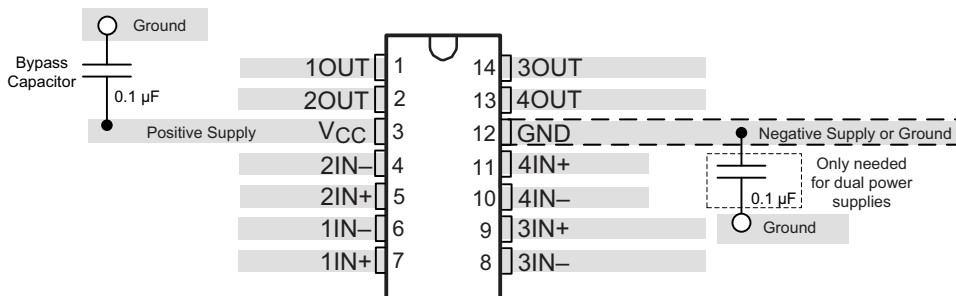 Ground
Bypass
Capacitor
0.1 µF
Positive Supply
1OUT 1 14 3OUT
2OUT 2 13 4OUT
VCC 3 12 GND
2IN– 4 11 4IN+
2IN+ 5 10 4IN–
1IN– 6 9 3IN+
1IN+ 7 8 3IN–
Negative Supply or Ground
Only needed
for dual power
supplies
0.1 µF
Ground